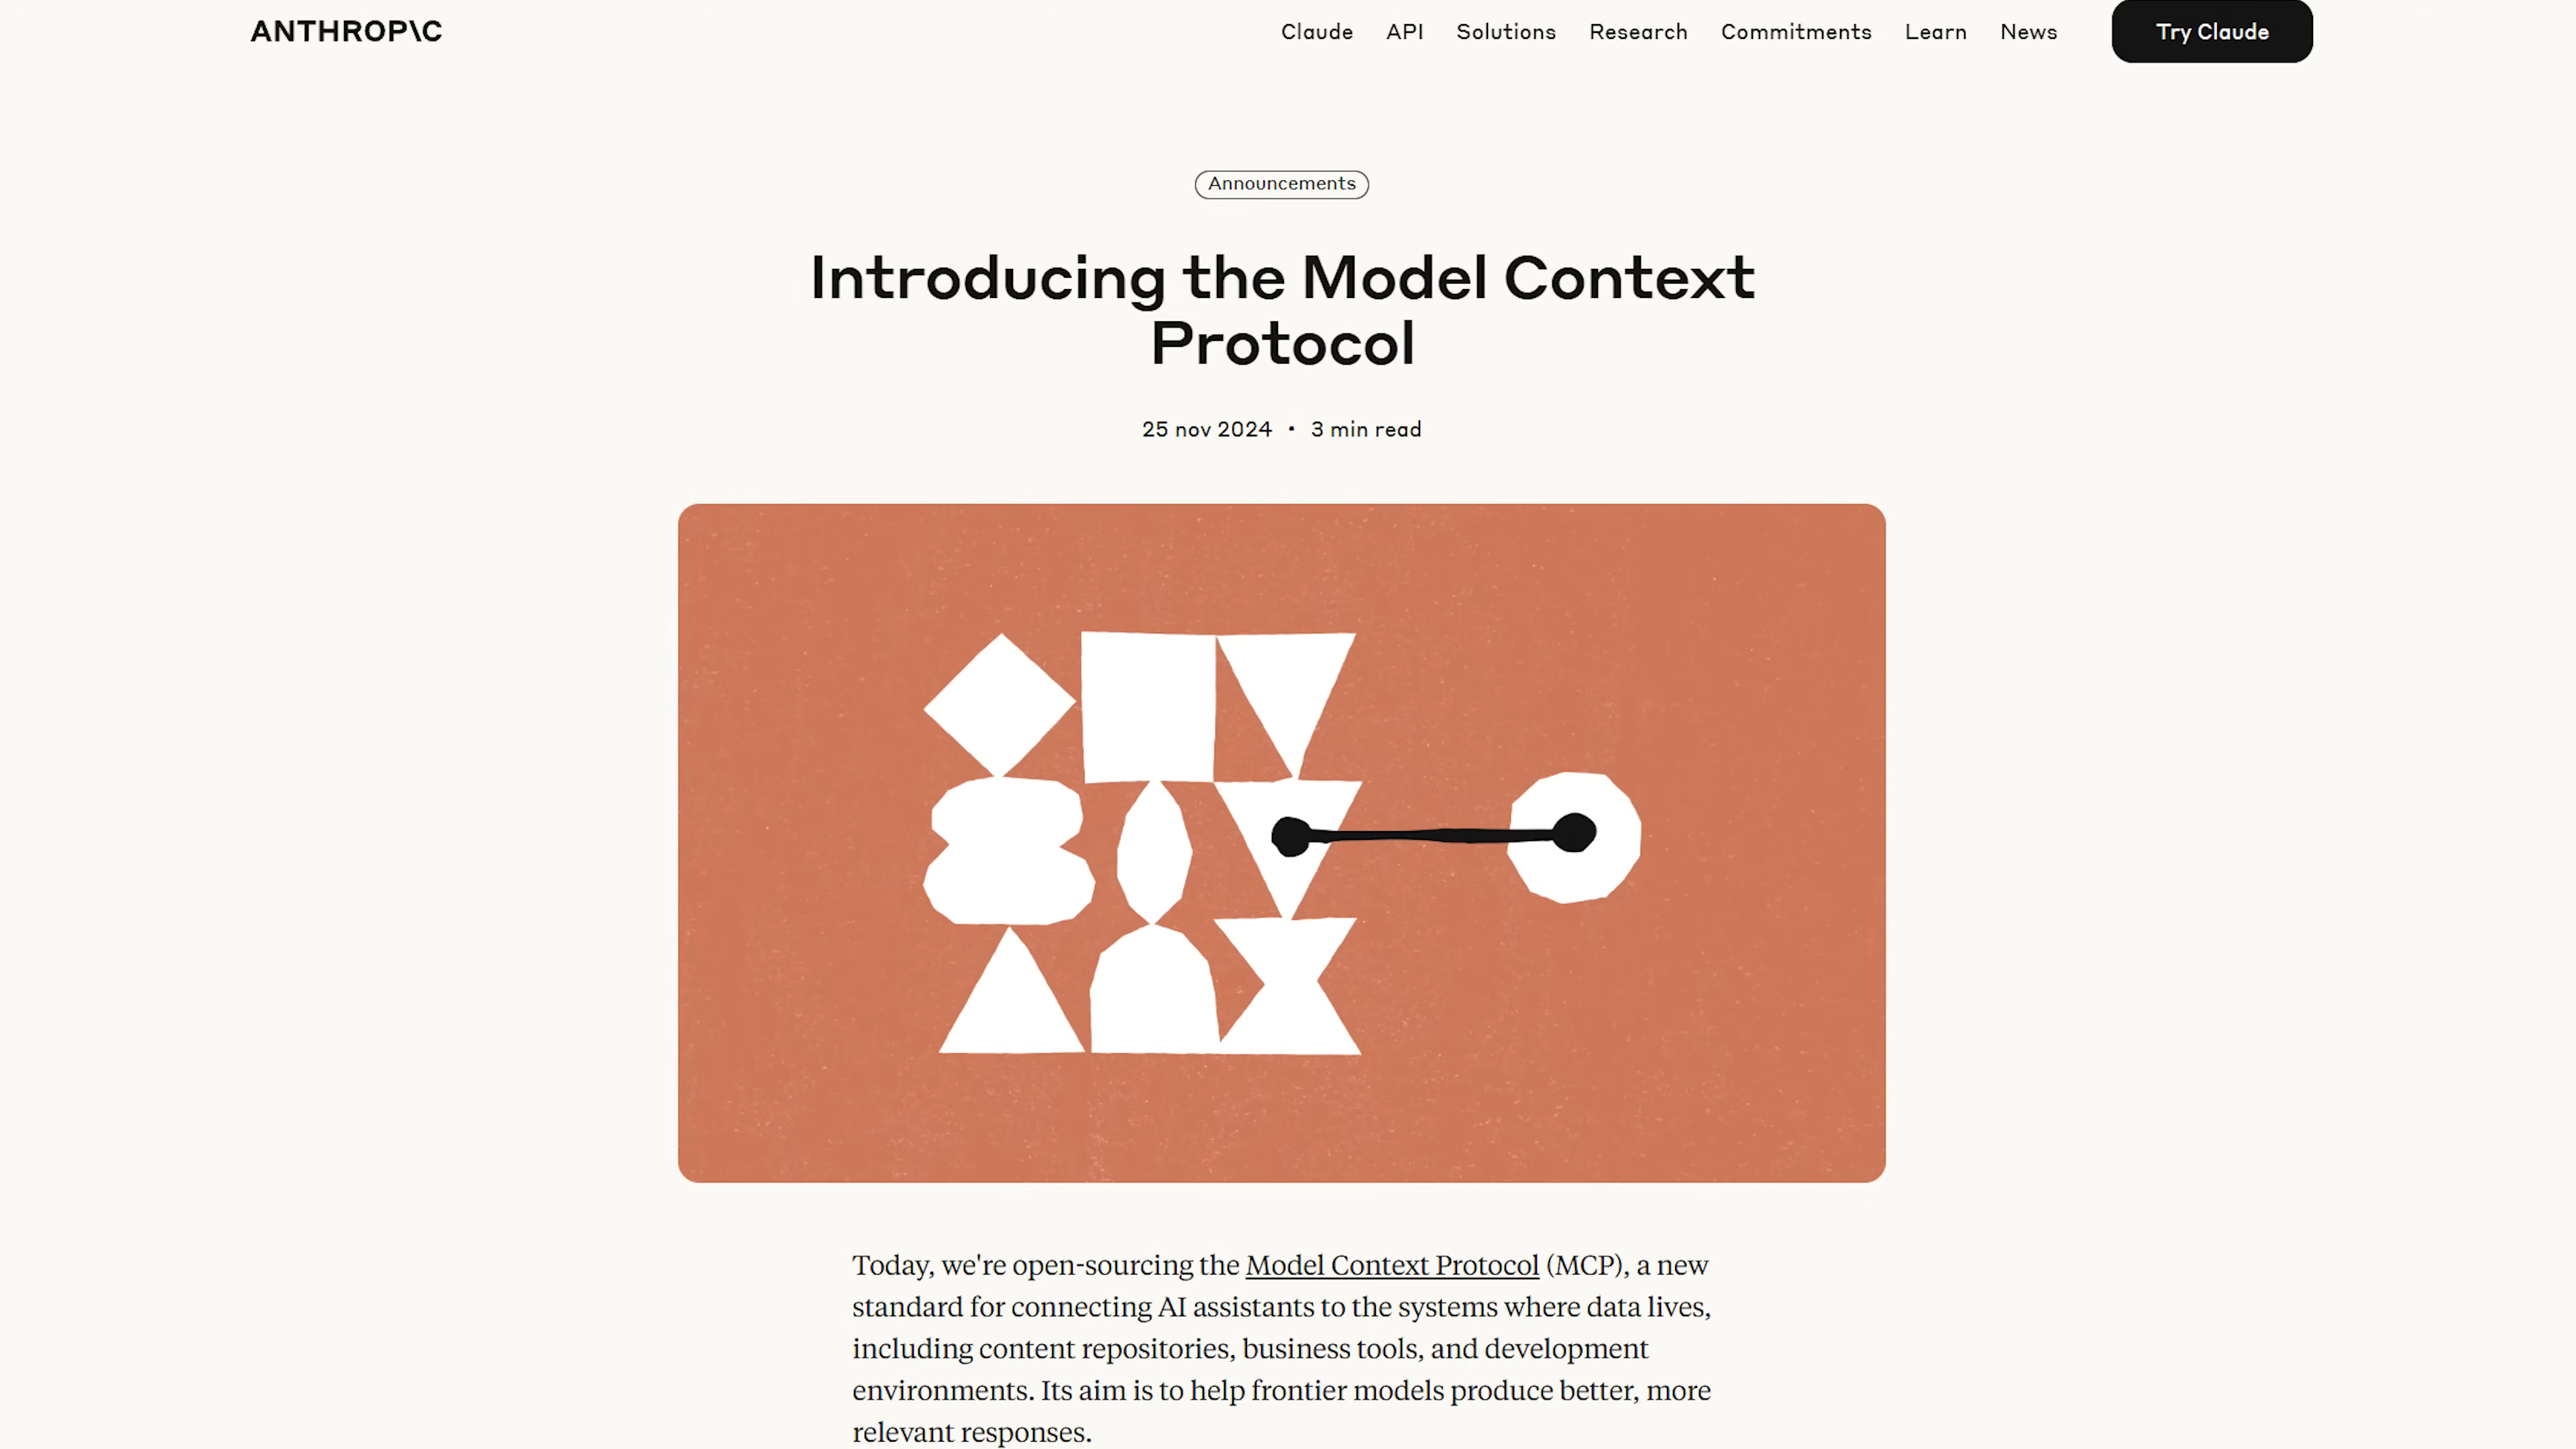 ANTHROP\C
Claude API Solutions Research Commitments Learn News Try Claude
Announcements
Introducing the Model Context
Protocol
25 nov 2024 • 3 min read
Today, we're open-sourcing the Model Context Protocol (MCP), a new
standard for connecting AI assistants to the systems where data lives,
including content repositories, business tools, and development
environments. Its aim is to help frontier models produce better, more
relevant responses.